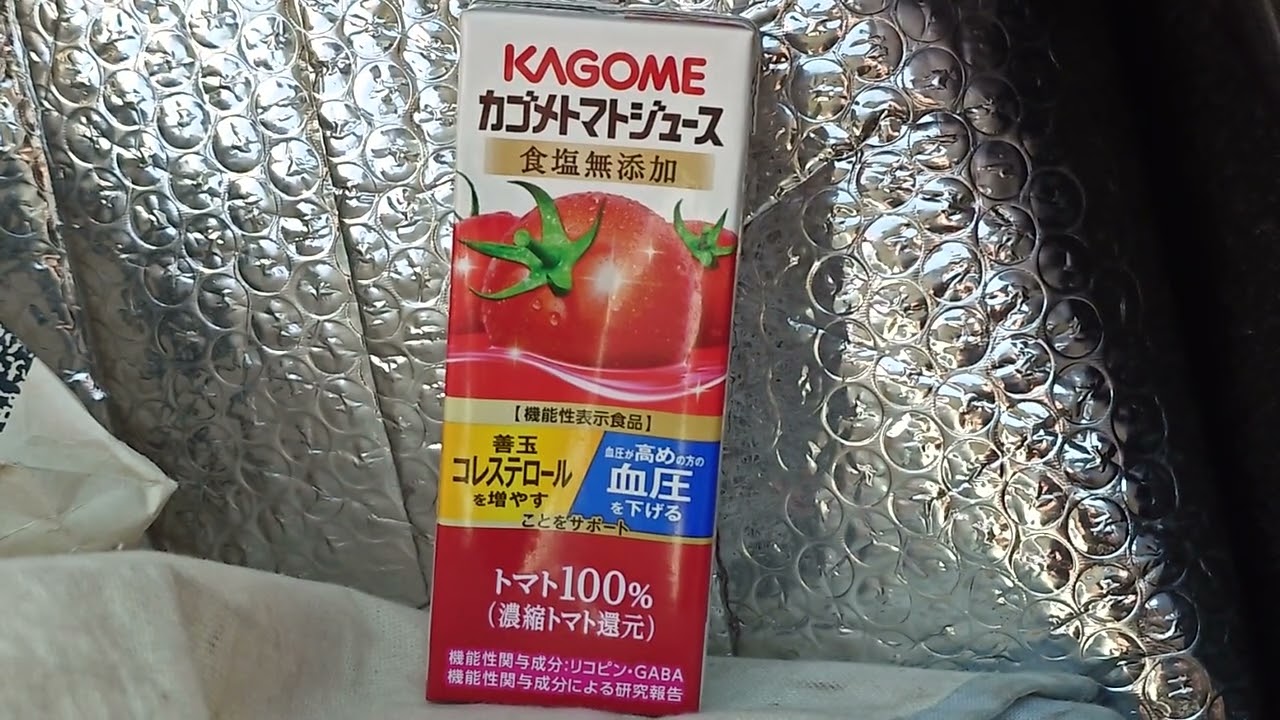 KAGOME
カゴメトマトジュース
食塩無添加
【機能性表示食品】
善玉
コレステロール
を増やす
血圧が高めの方の
血圧
を下げる
ことをサポート
トマト100%
(濃縮トマト還元)
機能性関与成分:リコピン・GABA
機能性関与成分による研究報告